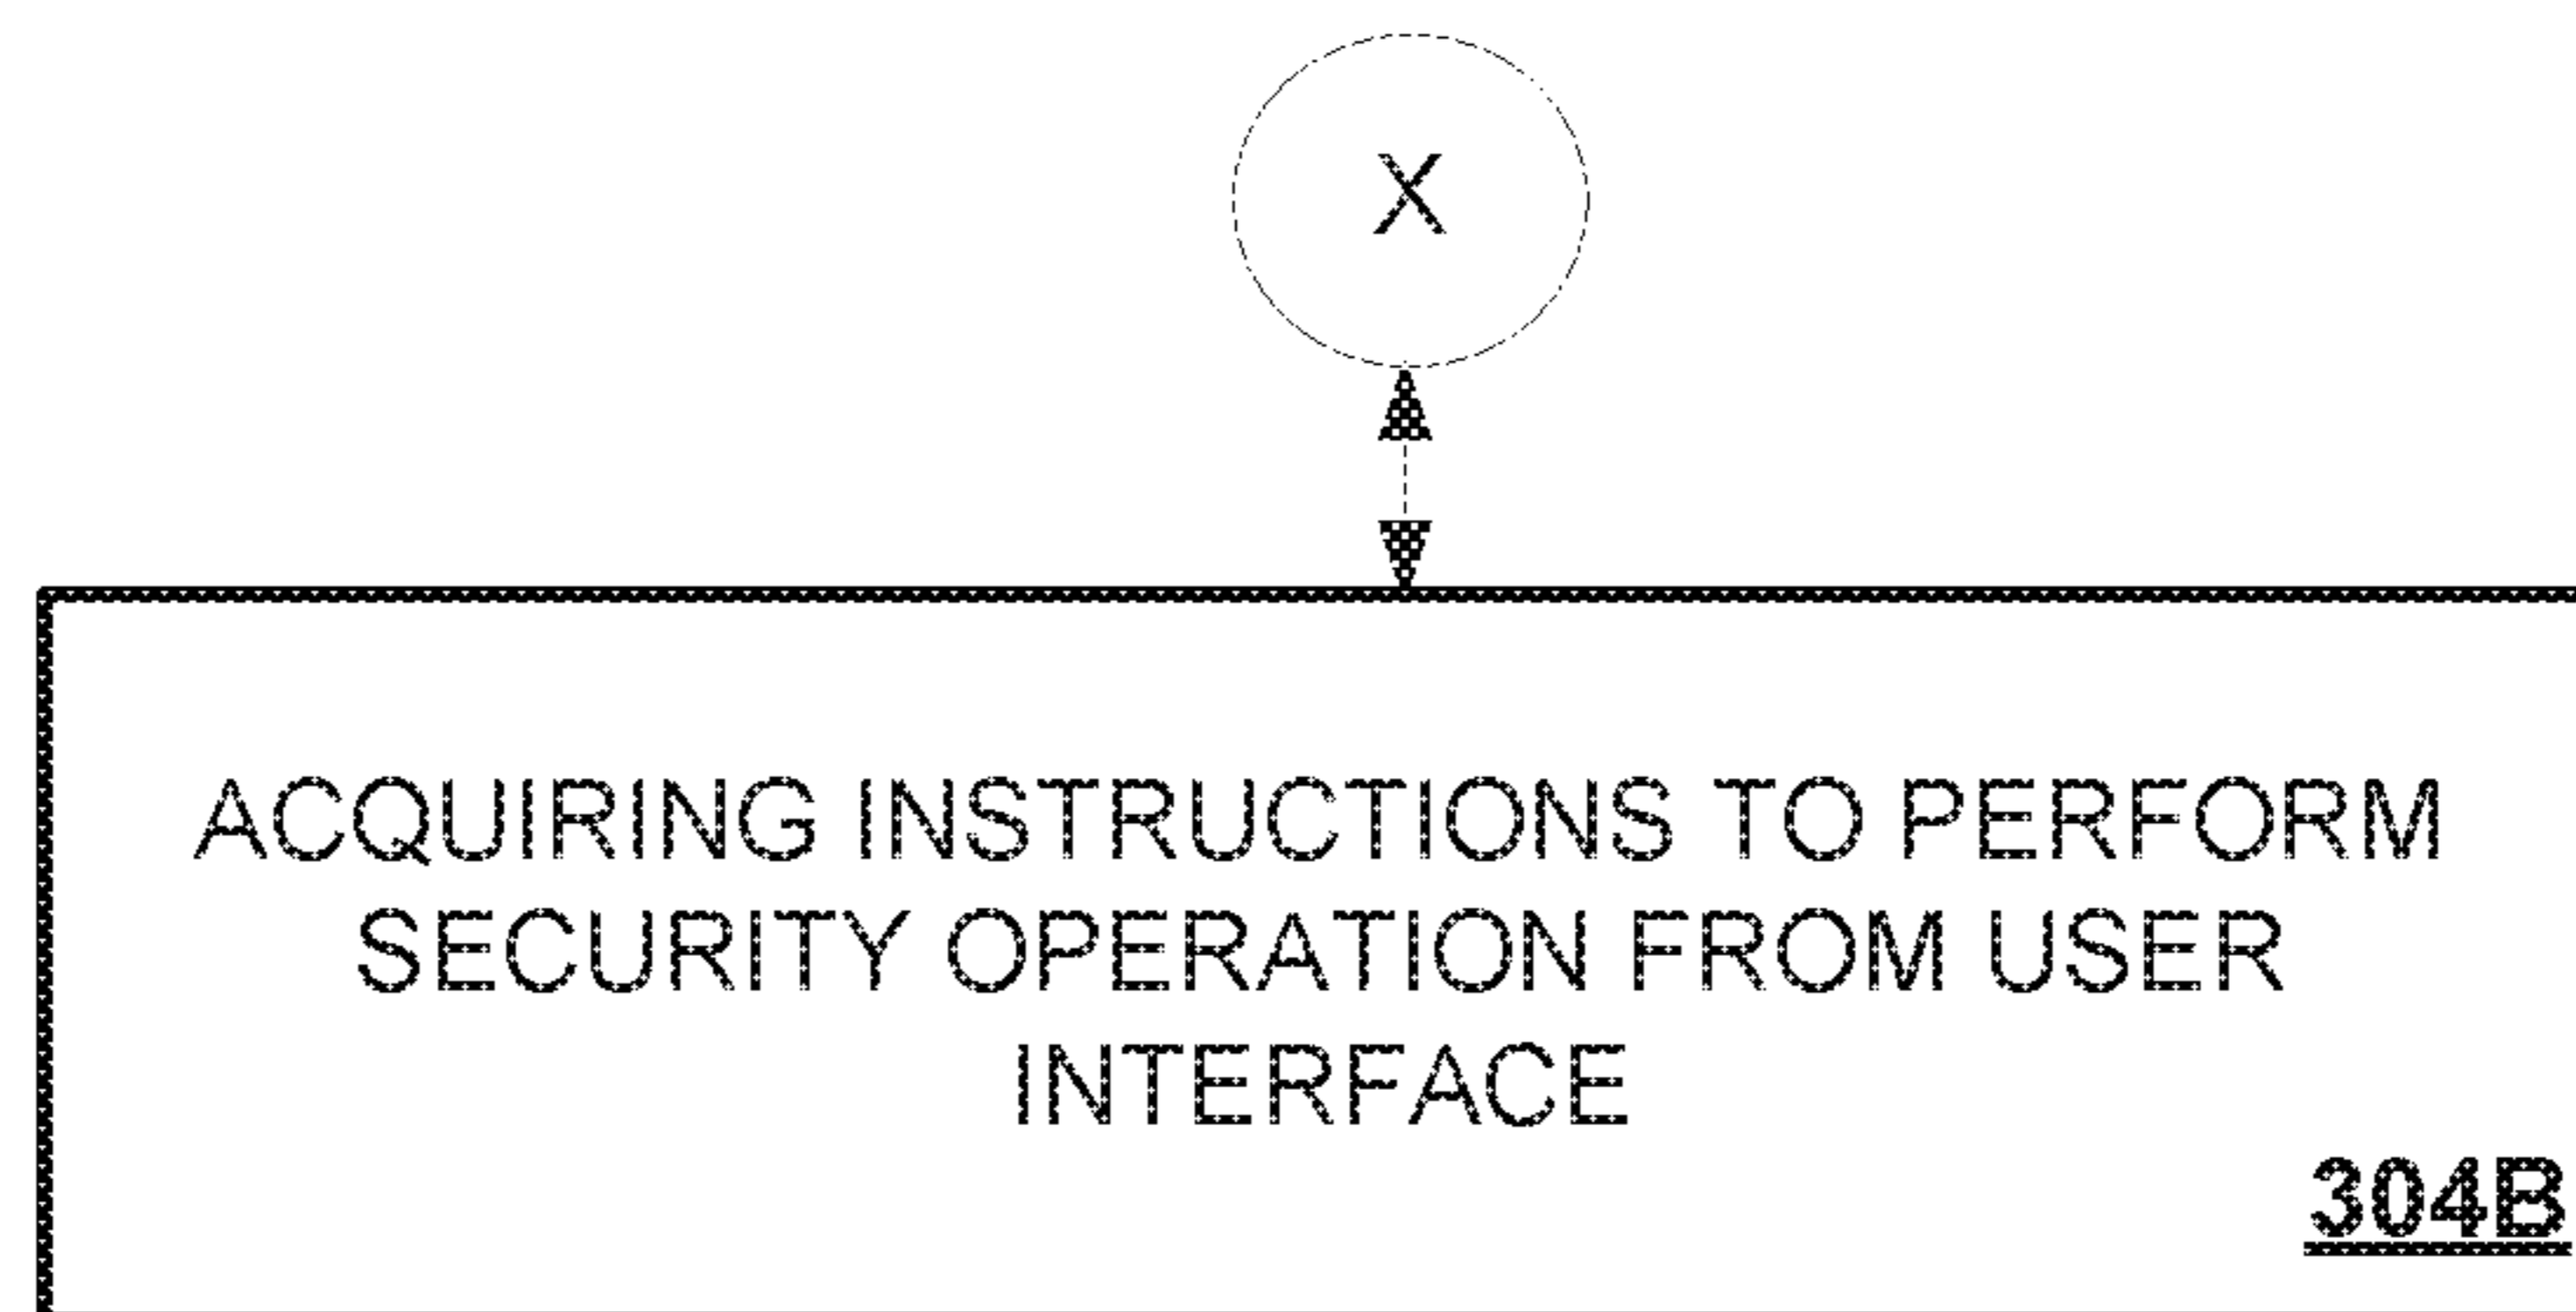 X
ACQUIRING INSTRUCTIONS TO PERFORM
SECURITY OPERATION FROM USER
INTERFACE
304B